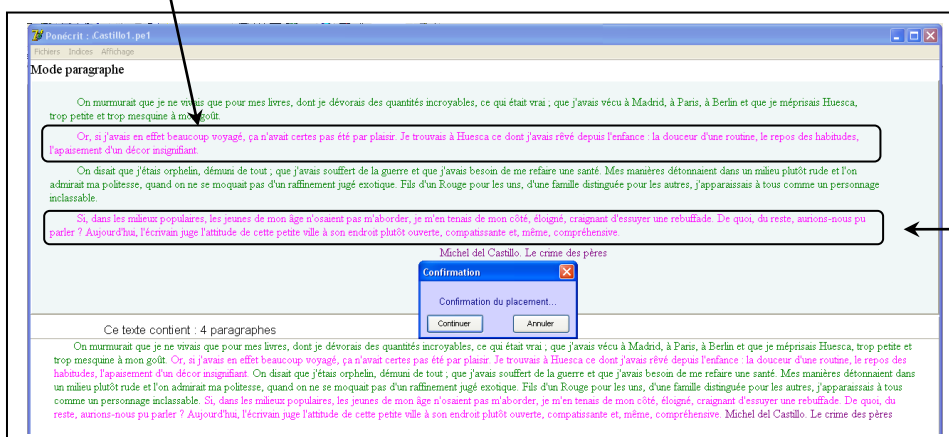 Ponécrit : .Castillo1.pe1
Fichiers Indices Affichage
Mode paragraphe
On murmurait que je ne vivais que pour mes livres, dont je dévorais des quantités incroyables, ce qui était vrai ; que j'avais vécu à Madrid, à Paris, à Berlin et que je méprisais Huesca,
trop petite et trop mesquine à mon goût.
Or, si j'avais en effet beaucoup voyagé, ça n'avait certes pas été par plaisir. Je trouvais à Huesca ce dont j'avais rêvé depuis l'enfance : la douceur d'une routine, le repos des habitudes,
l'apaisement d'un décor insignifiant.
On disait que j'étais orphelin, démuni de tout ; que j'avais souffert de la guerre et que j'avais besoin de me refaire une santé. Mes manières détonnaient dans un milieu plutôt rude et l'on
admirait ma politesse, quand on ne se moquait pas d'un raffinement jugé exotique. Fils d'un Rouge pour les uns, d'une famille distinguée pour les autres, j'apparaissais à tous comme un personnage
inclassable.
Si, dans les milieux populaires, les jeunes de mon âge n'osaient pas m'aborder, je m'en tenais de mon côté, éloigné, craignant d'essuyer une rebuffade. De quoi, du reste, aurions-nous pu
parler ? Aujourd'hui, l'écrivain juge l'attitude de cette petite ville à son endroit plutôt ouverte, compatissante et, même, compréhensive.
Michel del Castillo. Le crime des pères
Confirmation
Confirmation du placement...
Continuer Annuler
Ce texte contient : 4 paragraphes
On murmurait que je ne vivais que pour mes livres, dont je dévorais des quantités incroyables, ce qui était vrai ; que j'avais vécu à Madrid, à Paris, à Berlin et que je méprisais Huesca, trop petite et
trop mesquine à mon goût. Or, si j'avais en effet beaucoup voyagé, ça n'avait certes pas été par plaisir. Je trouvais à Huesca ce dont j'avais rêvé depuis l'enfance : la douceur d'une routine, le repos des
habitudes, l'apaisement d'un décor insignifiant. On disait que j'étais orphelin, démuni de tout ; que j'avais souffert de la guerre et que j'avais besoin de me refaire une santé. Mes manières détonnaient dans
un milieu plutôt rude et l'on admirait ma politesse, quand on ne se moquait pas d'un raffinement jugé exotique. Fils d'un Rouge pour les uns, d'une famille distinguée pour les autres, j'apparaissais à tous
comme un personnage inclassable. Si, dans les milieux populaires, les jeunes de mon âge n'osaient pas m'aborder, je m'en tenais de mon côté, éloigné, craignant d'essuyer une rebuffade. De quoi, du
reste, aurions-nous pu parler ? Aujourd'hui, l'écrivain juge l'attitude de cette petite ville à son endroit plutôt ouverte, compatissante et, même, compréhensive. Michel del Castillo. Le crime des pères